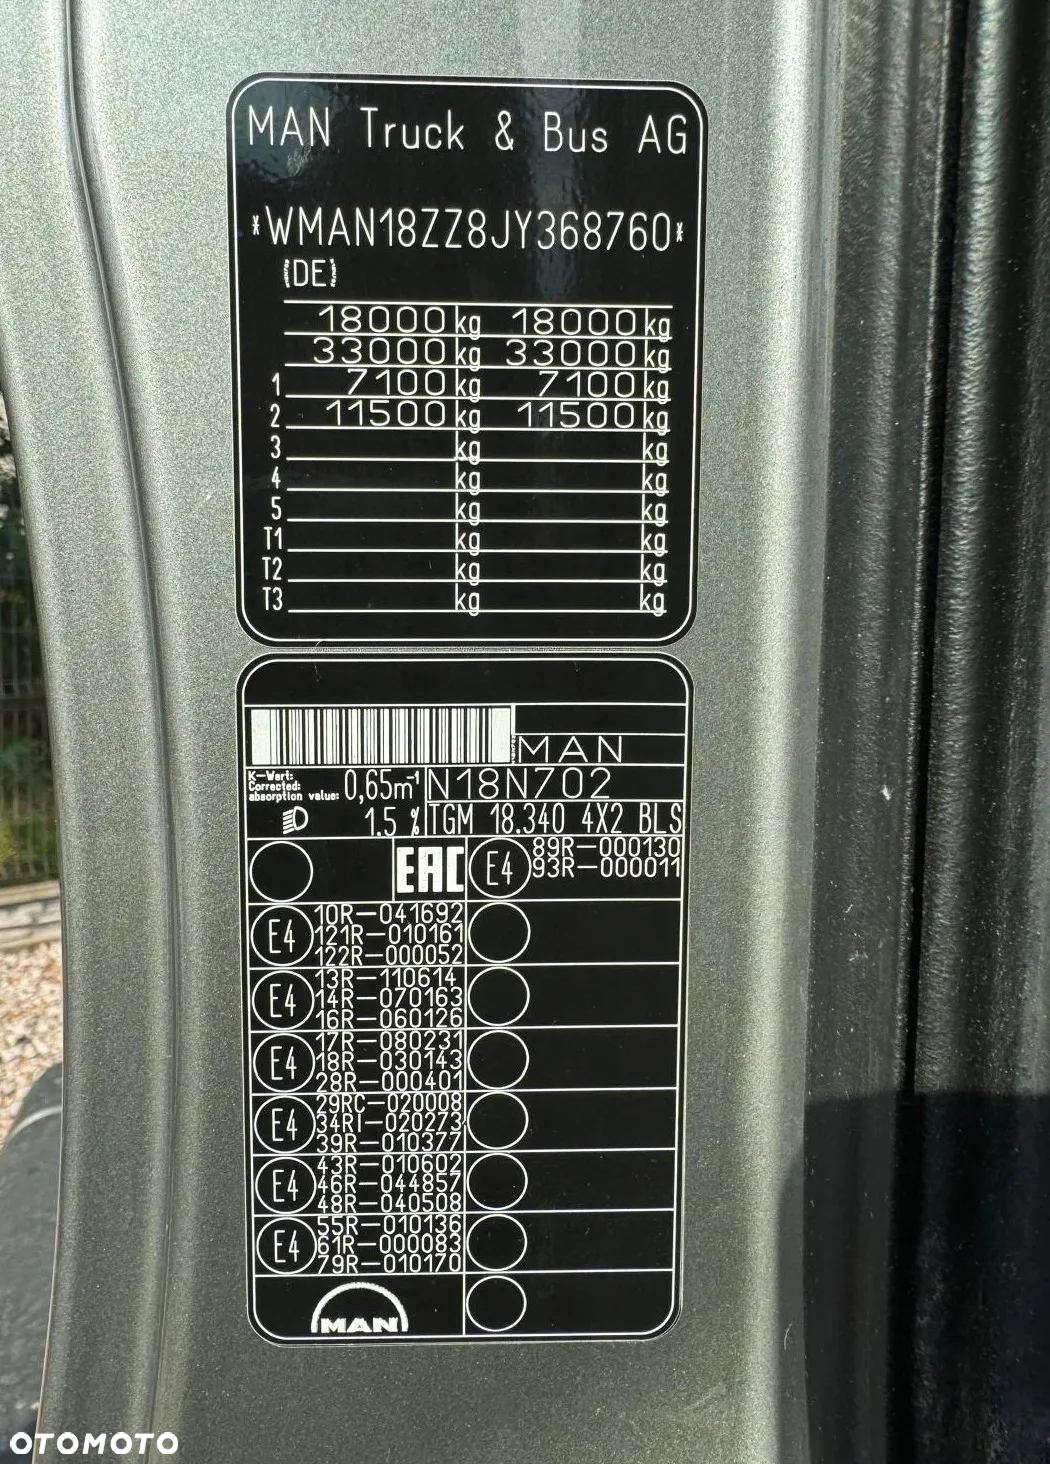 MAN Truck & Bus AG
*WMAN18ZZ8JY368760*
(DE)
18000 kg 18000 kg
33000 kg 33000 kg
1 7100 kg 7100 kg
2 11500 kg 11500 kg
3 kg kg
4 kg kg
5 kg kg
T1 kg kg
T2 kg kg
T3 kg kg
MAN
K-Wert:
Corrected:
absorption value: 0,65m⁻¹
N18N702
1.5 %
TGM 18.340 4X2 BLS
EAC
E4
89R-000130
93R-000011
E4
10R-041692
121R-010161
122R-000052
E4
13R-110614
14R-070163
16R-060126
E4
17R-080231
18R-030143
28R-000401
E4
29RC-020008
34RI-020273
39R-010377
E4
43R-010602
46R-044857
48R-040508
E4
55R-010136
61R-000083
79R-010170
MAN
OTOMOTO